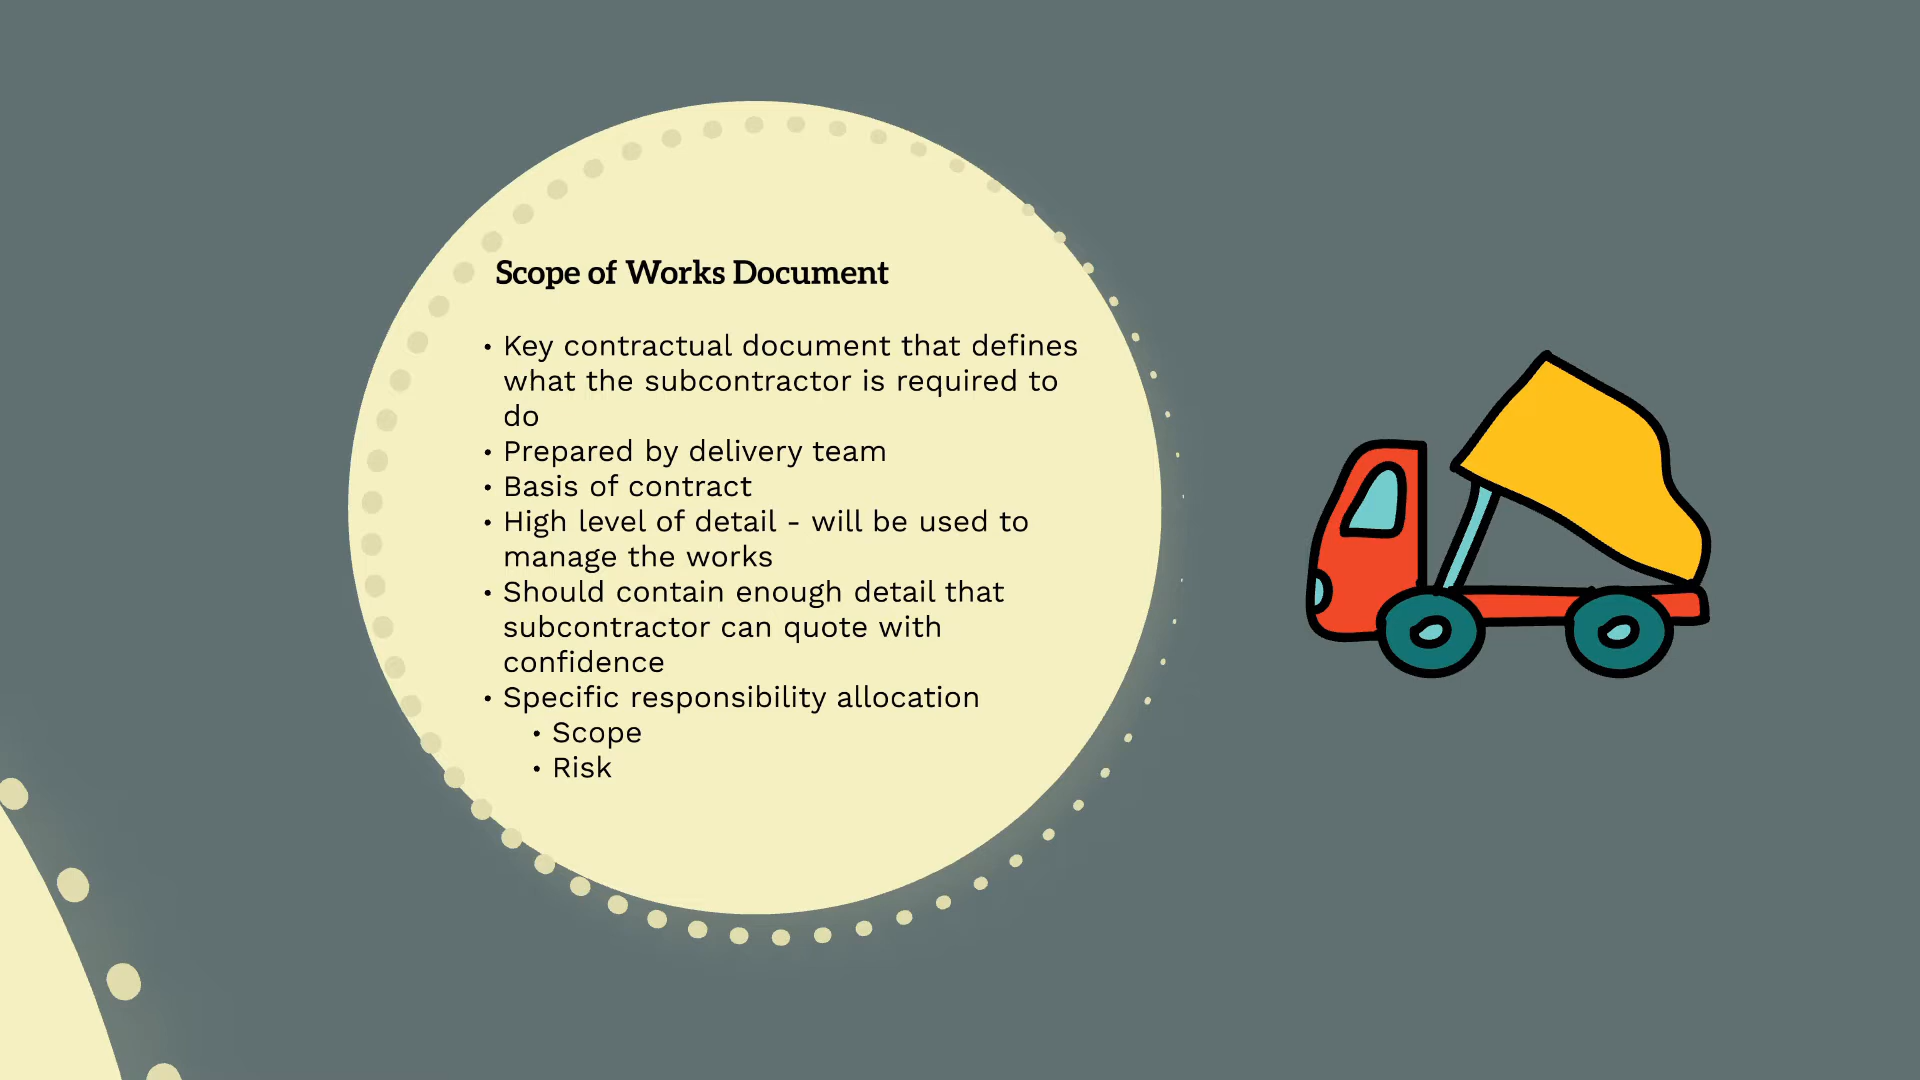 Scope of Works Document
• Key contractual document that defines
what the subcontractor is required to
do
• Prepared by delivery team
• Basis of contract
• High level of detail - will be used to
manage the works
• Should contain enough detail that
subcontractor can quote with
confidence
• Specific responsibility allocation
• Scope
• Risk